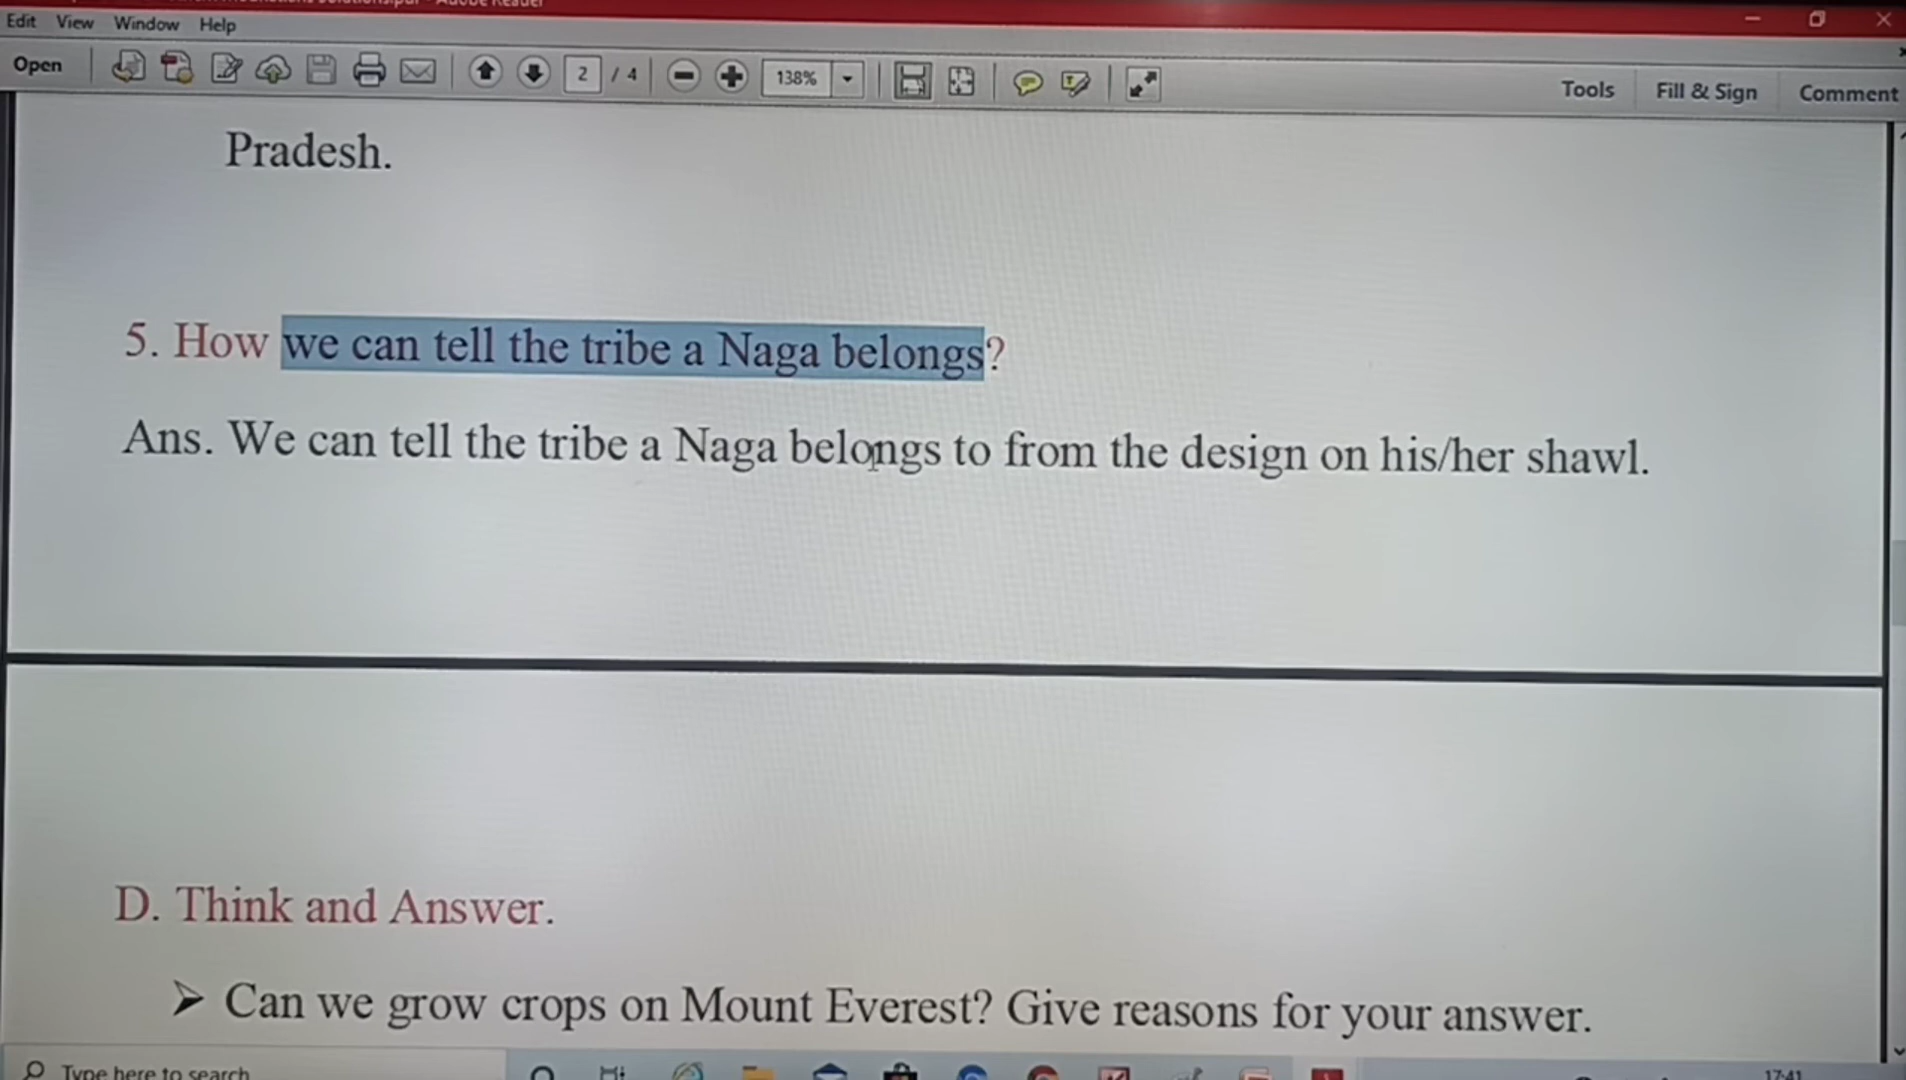 Edit View Window Help
Open 2 / 4 138% Tools Fill & Sign Comment
Pradesh.
5. How we can tell the tribe a Naga belongs?
Ans. We can tell the tribe a Naga belongs to from the design on his/her shawl.
D. Think and Answer.
➢ Can we grow crops on Mount Everest? Give reasons for your answer.
Type here to search 17:41